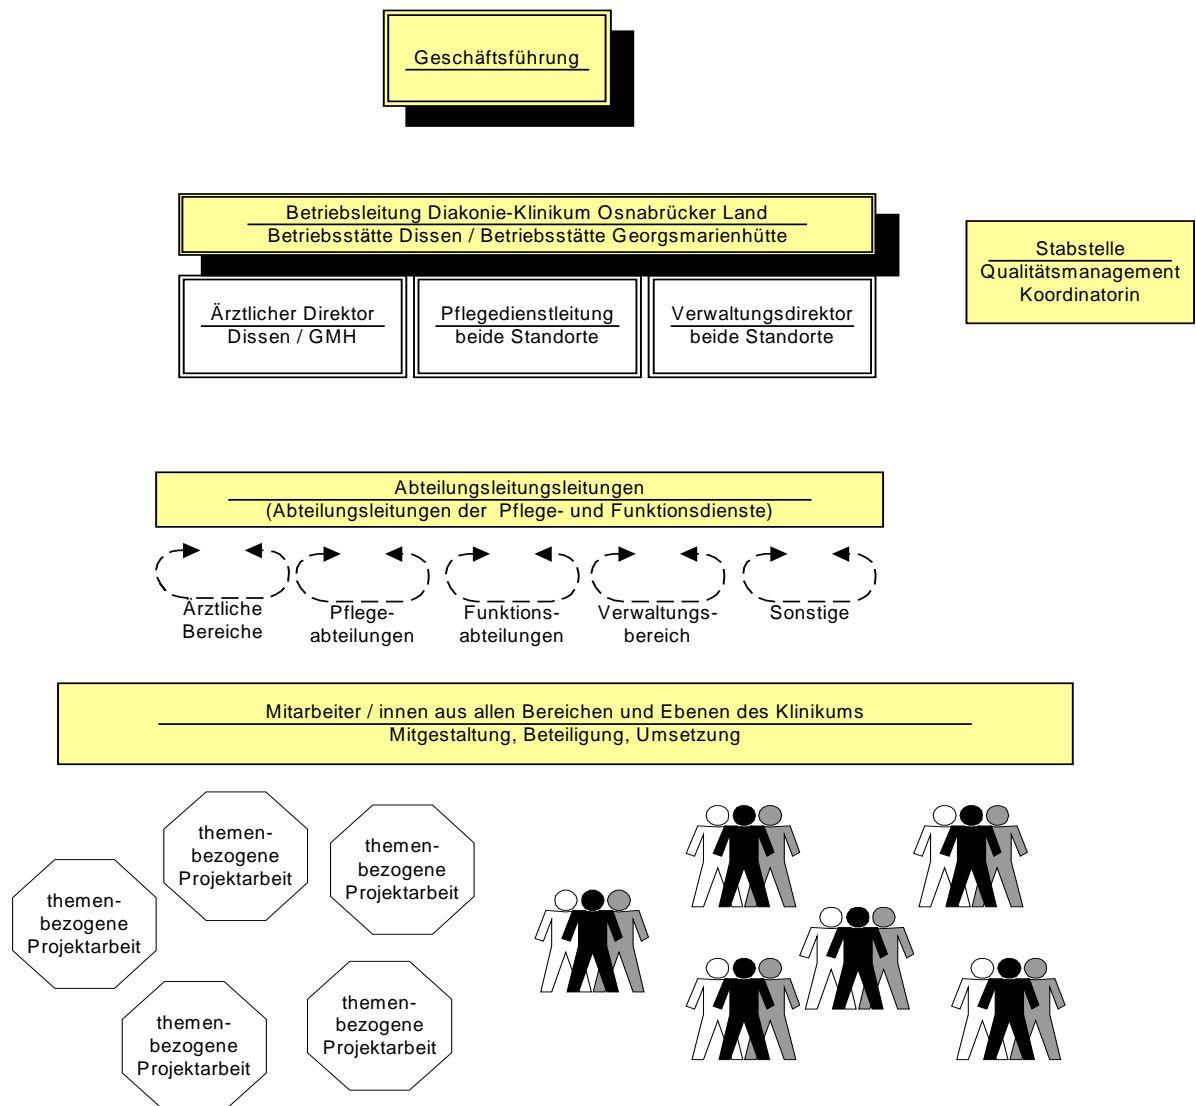 Geschäftsführung
Betriebsleitung Diakonie-Klinikum Osnabrücker Land
Betriebsstätte Dissen / Betriebsstätte Georgsmarienhütte
Stabstelle
Qualitätsmanagement
Koordinatorin
Ärztlicher Direktor
Dissen / GMH
Pflegedienstleitung
beide Standorte
Verwaltungsdirektor
beide Standorte
Abteilungsleitungsleitungen
(Abteilungsleitungen der Pflege- und Funktionsdienste)
Ärztliche
Bereiche
Pflege-
abteilungen
Funktions-
abteilungen
Verwaltungs-
bereich
Sonstige
Mitarbeiter / innen aus allen Bereichen und Ebenen des Klinikums
Mitgestaltung, Beteiligung, Umsetzung
themen-
bezogene
Projektarbeit
themen-
bezogene
Projektarbeit
themen-
bezogene
Projektarbeit
themen-
bezogene
Projektarbeit
themen-
bezogene
Projektarbeit